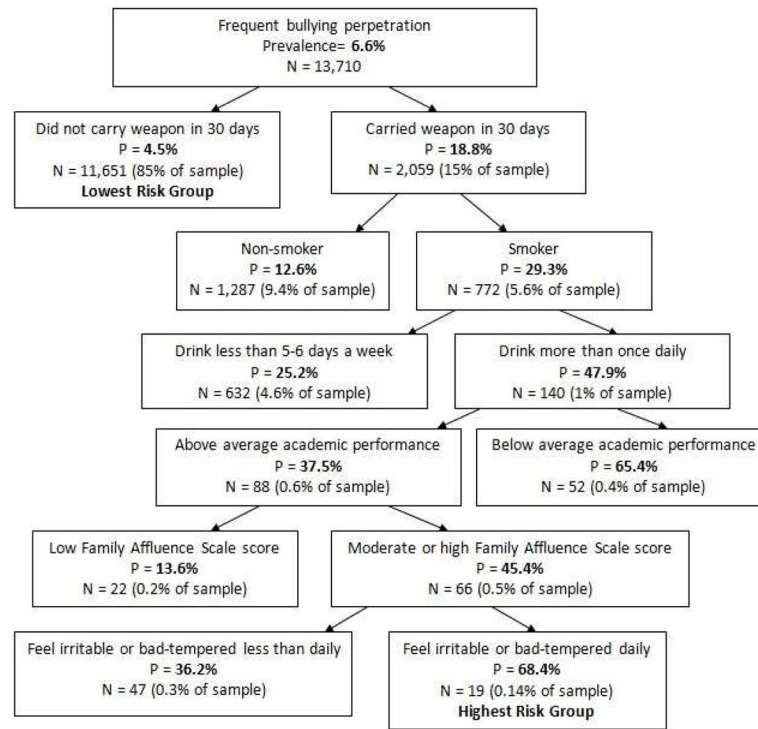 Frequent bullying perpetration
Prevalence= 6.6%
N = 13,710
Did not carry weapon in 30 days
P = 4.5%
N = 11,651 (85% of sample)
Lowest Risk Group
Carried weapon in 30 days
P = 18.8%
N = 2,059 (15% of sample)
Non-smoker
P = 12.6%
N = 1,287 (9.4% of sample)
Smoker
P = 29.3%
N = 772 (5.6% of sample)
Drink less than 5-6 days a week
P = 25.2%
N = 632 (4.6% of sample)
Drink more than once daily
P = 47.9%
N = 140 (1% of sample)
Above average academic performance
P = 37.5%
N = 88 (0.6% of sample)
Below average academic performance
P = 65.4%
N = 52 (0.4% of sample)
Low Family Affluence Scale score
P = 13.6%
N = 22 (0.2% of sample)
Moderate or high Family Affluence Scale score
P = 45.4%
N = 66 (0.5% of sample)
Feel irritable or bad-tempered less than daily
P = 36.2%
N = 47 (0.3% of sample)
Feel irritable or bad-tempered daily
P = 68.4%
N = 19 (0.14% of sample)
Highest Risk Group